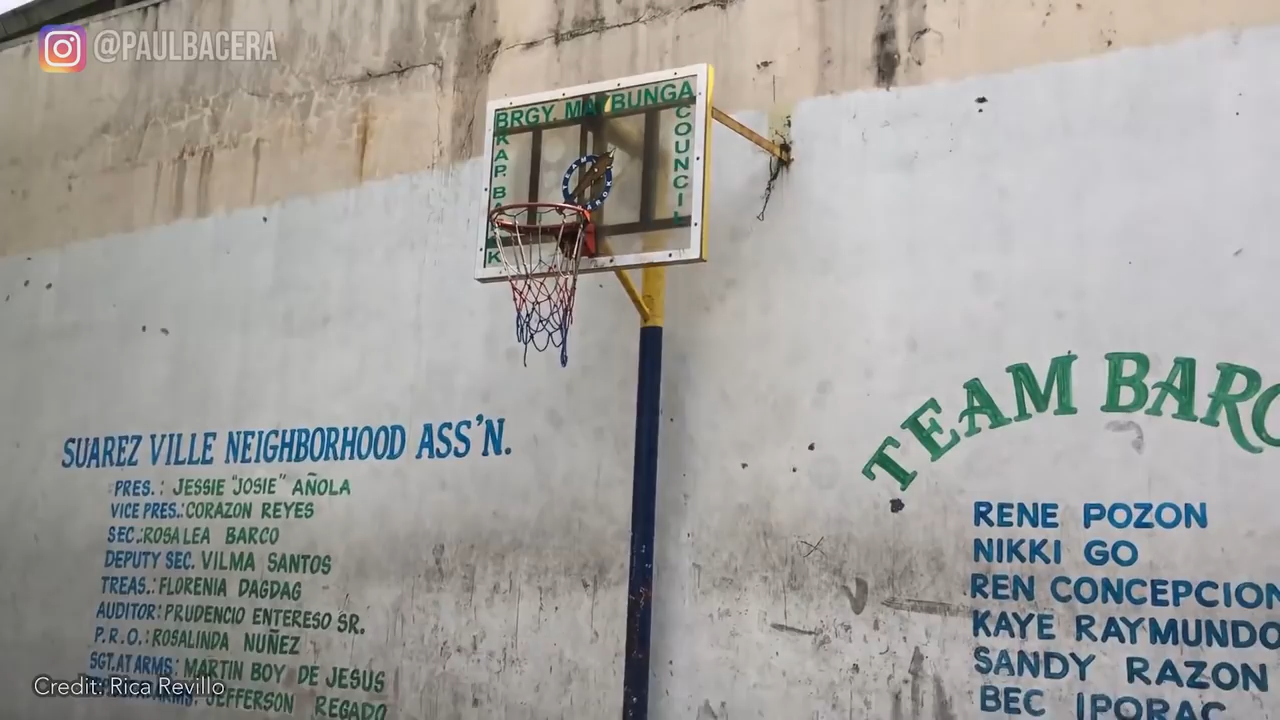 @PAULBACERA
BRGY. MAYBUNGA
COUNCIL
KAP. BA
K
TEAM
SUAREZ VILLE NEIGHBORHOOD ASS'N.
PRES.: JESSIE "JOSIE" AÑOLA
VICE PRES.: CORAZON REYES
SEC.: ROSALEA BARCO
DEPUTY SEC. VILMA SANTOS
TREAS.: FLORENIA DAGDAG
AUDITOR: PRUDENCIO ENTERESO SR.
P.R.O.: ROSALINDA NUÑEZ
SGT. AT ARMS: MARTIN BOY DE JESUS
JEFFERSON REGADO
TEAM BARO
RENE POZON
NIKKI GO
REN CONCEPCION
KAYE RAYMUNDO
SANDY RAZON
BEC IPORAC
Credit: Rica Revillo